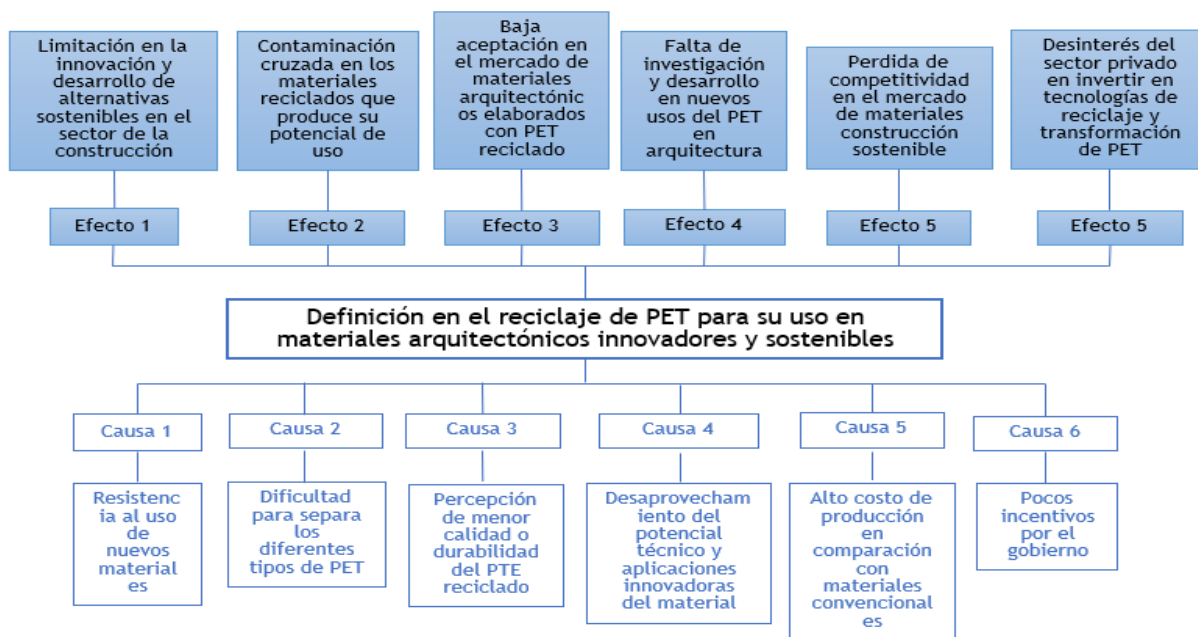 Limitación en la
innovación y
desarrollo de
alternativas
sostenibles en el
sector de la
construcción
Contaminación
cruzada en los
materiales
reciclados que
produce su
potencial de
uso
Baja
aceptación en
el mercado de
materiales
arquitectónic
os elaborados
con PET
reciclado
Falta de
investigación
y desarrollo
en nuevos
usos del PET
en
arquitectura
Perdida de
competitividad
en el mercado
de materiales
construcción
sostenible
Desinterés del
sector privado
en invertir en
tecnologías de
reciclaje y
transformación
de PET
Efecto 1
Efecto 2
Efecto 3
Efecto 4
Efecto 5
Efecto 5
Definición en el reciclaje de PET para su uso en
materiales arquitectónicos innovadores y sostenibles
Causa 1
Causa 2
Causa 3
Causa 4
Causa 5
Causa 6
Resistenc
ia al uso
de
nuevos
material
es
Dificultad
para separa
los
diferentes
tipos de PET
Percepción
de menor
calidad o
durabilidad
del PTE
reciclado
Desaprovecham
iento del
potencial
técnico y
aplicaciones
innovadoras
del material
Alto costo de
producción
en
comparación
con
materiales
convencional
es
Pocos
incentivos
por el
gobierno